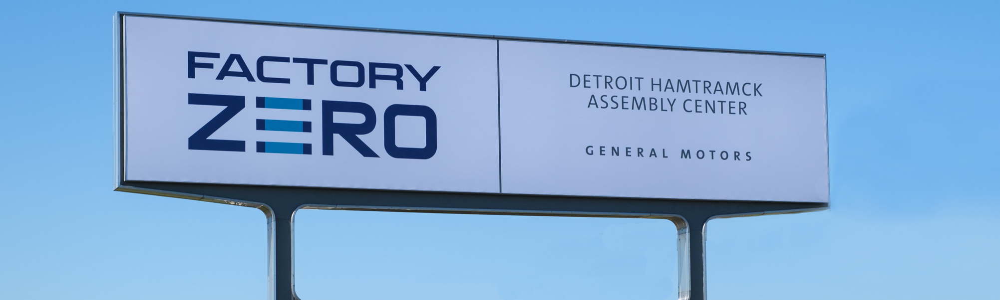 FACTORY
ZERO
DETROIT HAMTRAMCK
ASSEMBLY CENTER
GENERAL MOTORS